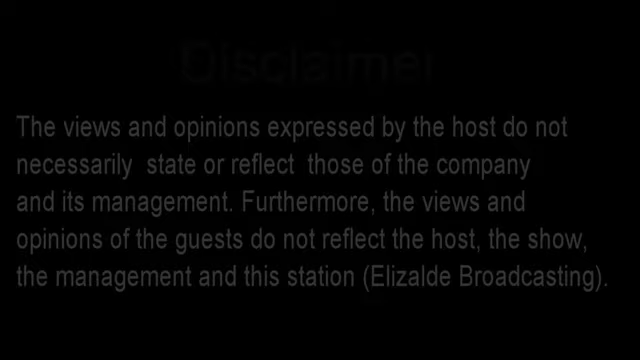 Disclaimer
The views and opinions expressed by the host do not
necessarily state or reflect those of the company
and its management. Furthermore, the views and
opinions of the guests do not reflect the host, the show,
the management and this station (Elizalde Broadcasting).